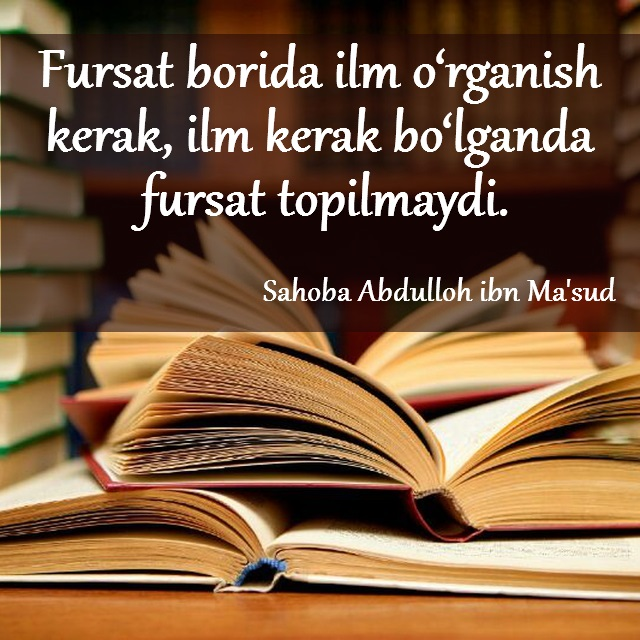 Fursat borida ilm o‘rganish
kerak, ilm kerak bo‘lganda
fursat topilmaydi.
Sahoba Abdulloh ibn Ma'sud